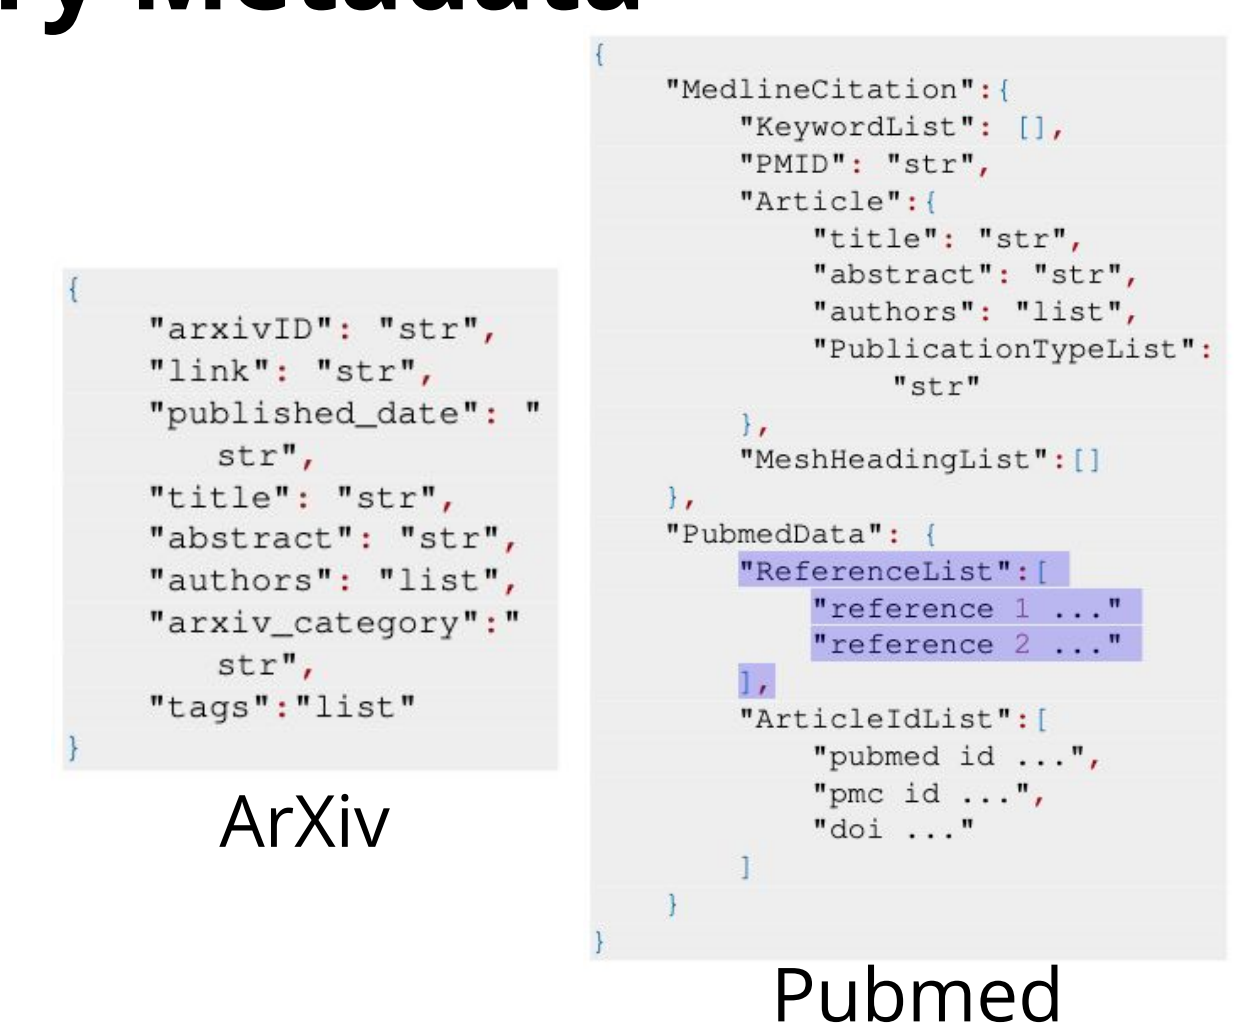 ry Metadata
{
"arxivID": "str",
"link": "str",
"published_date": "
str",
"title": "str",
"abstract": "str",
"authors": "list",
"arxiv_category":"
str",
"tags":"list"
}
ArXiv
{
"MedlineCitation":{
"KeywordList": [],
"PMID": "str",
"Article":{
"title": "str",
"abstract": "str",
"authors": "list",
"PublicationTypeList":
"str"
},
"MeshHeadingList":[]
},
"PubmedData": {
"ReferenceList":[
"reference 1 ..."
"reference 2 ..."
],
"ArticleIdList":[
"pubmed id ...",
"pmc id ...",
"doi ..."
]
}
}
Pubmed